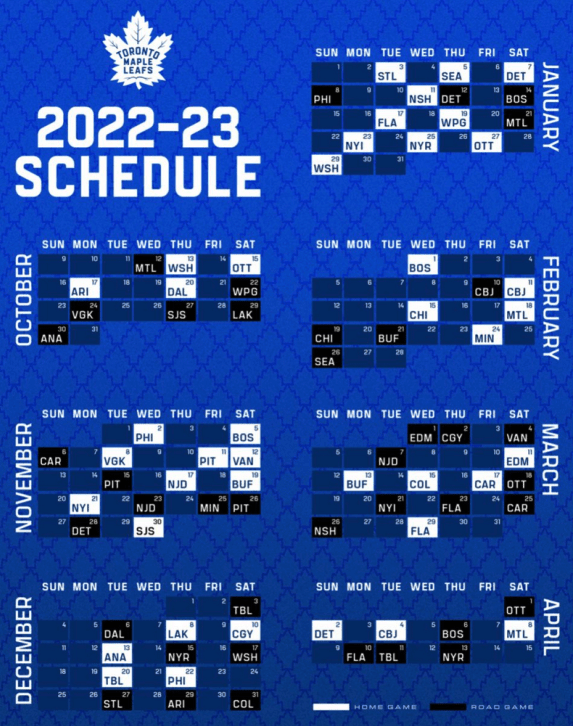 TORONTO
MAPLE
LEAFS
2022-23
SCHEDULE
OCTOBER
SUN MON TUE WED THU FRI SAT
9 10 11 12 13 14 15
MTL WSH OTT
16 17 18 19 20 21 22
ARI DAL WPG
23 24 25 26 27 28 29
VGK SJS LAK
30 31
ANA
NOVEMBER
SUN MON TUE WED THU FRI SAT
1 2 3 4 5
PHI BOS
6 7 8 9 10 11 12
CAR VGK PIT VAN
13 14 15 16 17 18 19
PIT NJD BUF
20 21 22 23 24 25 26
NYI NJD MIN PIT
27 28 29 30
DET SJS
DECEMBER
SUN MON TUE WED THU FRI SAT
1 2 3
TBL
4 5 6 7 8 9 10
DAL LAK CGY
11 12 13 14 15 16 17
ANA NYR WSH
18 19 20 21 22 23 24
TBL PHI
25 26 27 28 29 30 31
STL ARI COL
JANUARY
SUN MON TUE WED THU FRI SAT
1 2 3 4 5 6 7
STL SEA DET
8 9 10 11 12 13 14
PHI NSH DET BOS
15 16 17 18 19 20 21
FLA WPG MTL
22 23 24 25 26 27 28
NYI NYR OTT
29 30 31
WSH
FEBRUARY
SUN MON TUE WED THU FRI SAT
1 2 3 4
BOS
5 6 7 8 9 10 11
CBJ CBJ
12 13 14 15 16 17 18
CHI MTL
19 20 21 22 23 24 25
CHI BUF MIN
26 27 28
SEA
MARCH
SUN MON TUE WED THU FRI SAT
1 2 3 4
EDM CGY VAN
5 6 7 8 9 10 11
NJD EDM
12 13 14 15 16 17 18
BUF COL CAR OTT
19 20 21 22 23 24 25
NYI FLA CAR
26 27 28 29 30 31
NSH FLA
APRIL
SUN MON TUE WED THU FRI SAT
1
OTT
2 3 4 5 6 7 8
DET CBJ BOS MTL
9 10 11 12 13 14 15
FLA TBL NYR
HOME GAME ROAD GAME